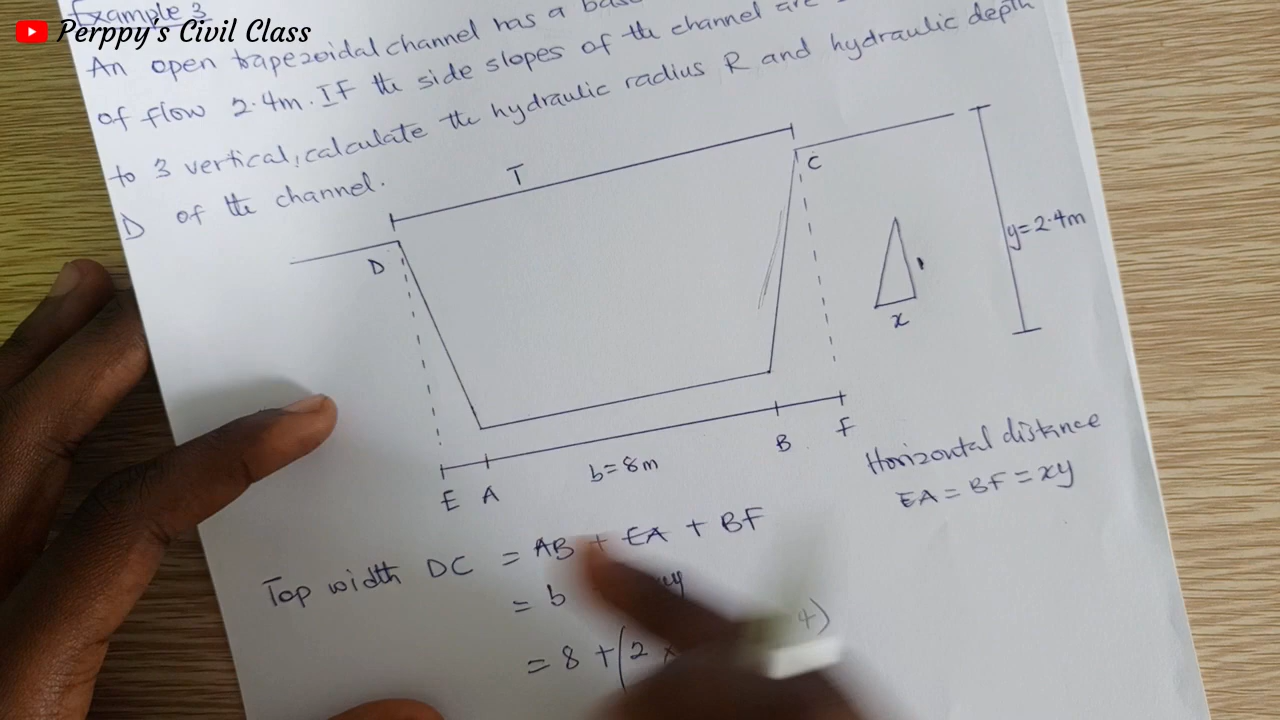 Example 3
Perppy's Civil Class
An open trapezoidal channel has a base
of flow 2.4m. IF the side slopes of the channel are
to 3 vertical, calculate the hydraulic radius R and hydraulic depth
D of the channel.
T
C
D
y=2.4m
x
b=8m
E A
B
F
Horizontal distance
EA = BF = xy
Top width DC = AB + EA + BF
= b xy
= 8 + (2 x 4)